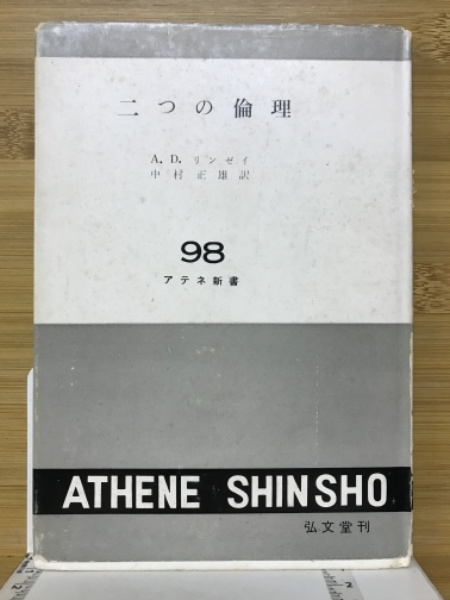 二つの倫理
A. D. リンゼイ
中村正雄訳
98
アテネ新書
ATHENE SHINSHO
弘文堂刊